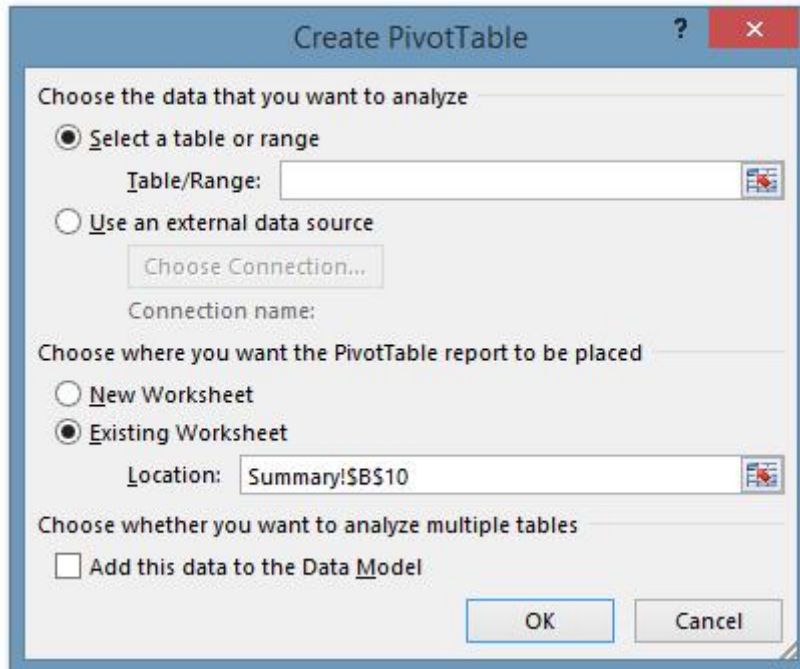 Create PivotTable
?
Choose the data that you want to analyze
Select a table or range
Table/Range:
Use an external data source
Choose Connection...
Connection name:
Choose where you want the PivotTable report to be placed
New Worksheet
Existing Worksheet
Location: Summary!$B$10
Choose whether you want to analyze multiple tables
Add this data to the Data Model
OK Cancel